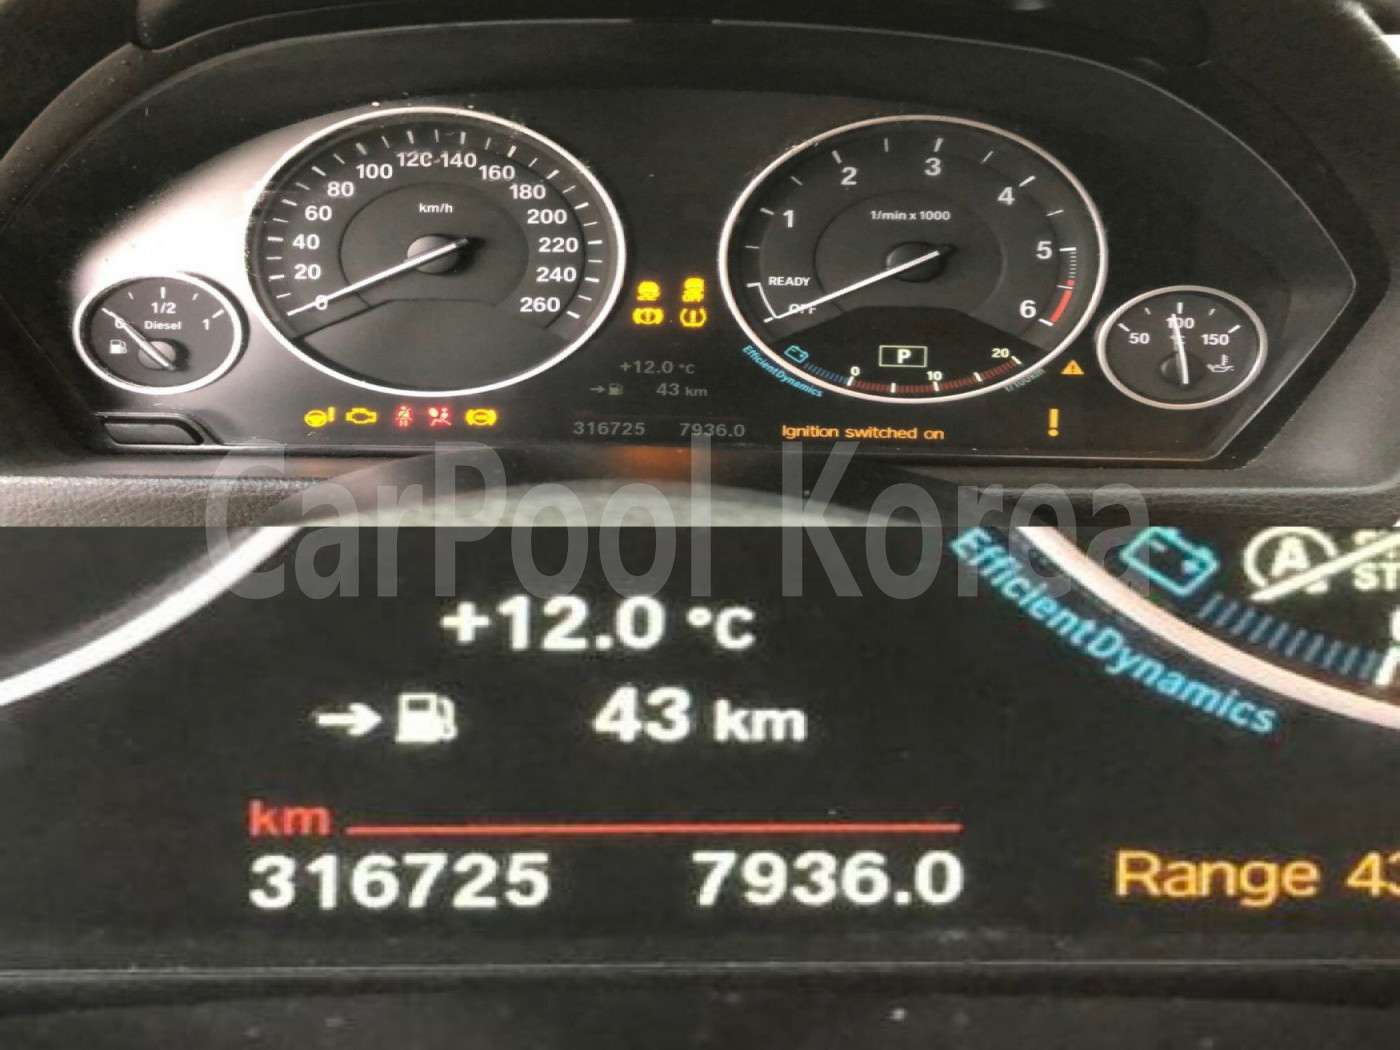 0
20
40
60
80
100
120
140
160
180
200
220
240
260
km/h
0
1/2
1
Diesel
1
2
3
4
5
6
1/min x 1000
READY
OFF
EfficientDynamics
P
0
10
20
l/100km
50
100
150
°C
+12.0 °C
43 km
316725 7936.0
Ignition switched on
CarPool Korea
EfficientDynamics
A
ST
+12.0 °C
43 km
km
316725 7936.0
Range 43